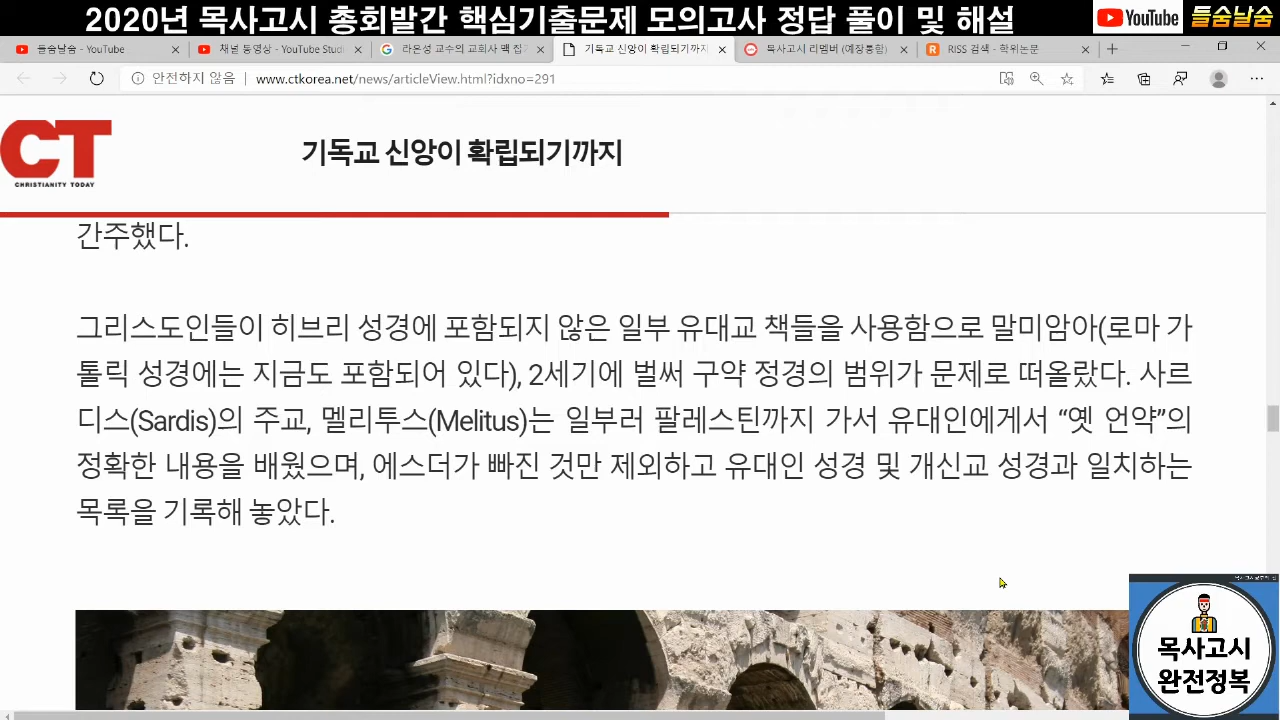 2020년 목사고시 총회발간 핵심기출문제 모의고사 정답 풀이 및 해설
YouTube 들숨날숨
들숨날숨 - YouTube
채널 동영상 - YouTube Studi
라은성 교수의 교회사 백 집
기독교 신앙이 확립되기까지
목사고시 리멤버 (예장통합)
RISS 검색 - 학위논문
안전하지 않음 | www.ctkorea.net/news/articleView.html?idxno=291
CT
CHRISTIANITY TODAY
기독교 신앙이 확립되기까지
간주했다.
그리스도인들이 히브리 성경에 포함되지 않은 일부 유대교 책들을 사용함으로 말미암아(로마 가
톨릭 성경에는 지금도 포함되어 있다), 2세기에 벌써 구약 정경의 범위가 문제로 떠올랐다. 사르
디스(Sardis)의 주교, 멜리투스(Melitus)는 일부러 팔레스틴까지 가서 유대인에게서 “옛 언약”의
정확한 내용을 배웠으며, 에스더가 빠진 것만 제외하고 유대인 성경 및 개신교 성경과 일치하는
목록을 기록해 놓았다.
목사고시
완전정복